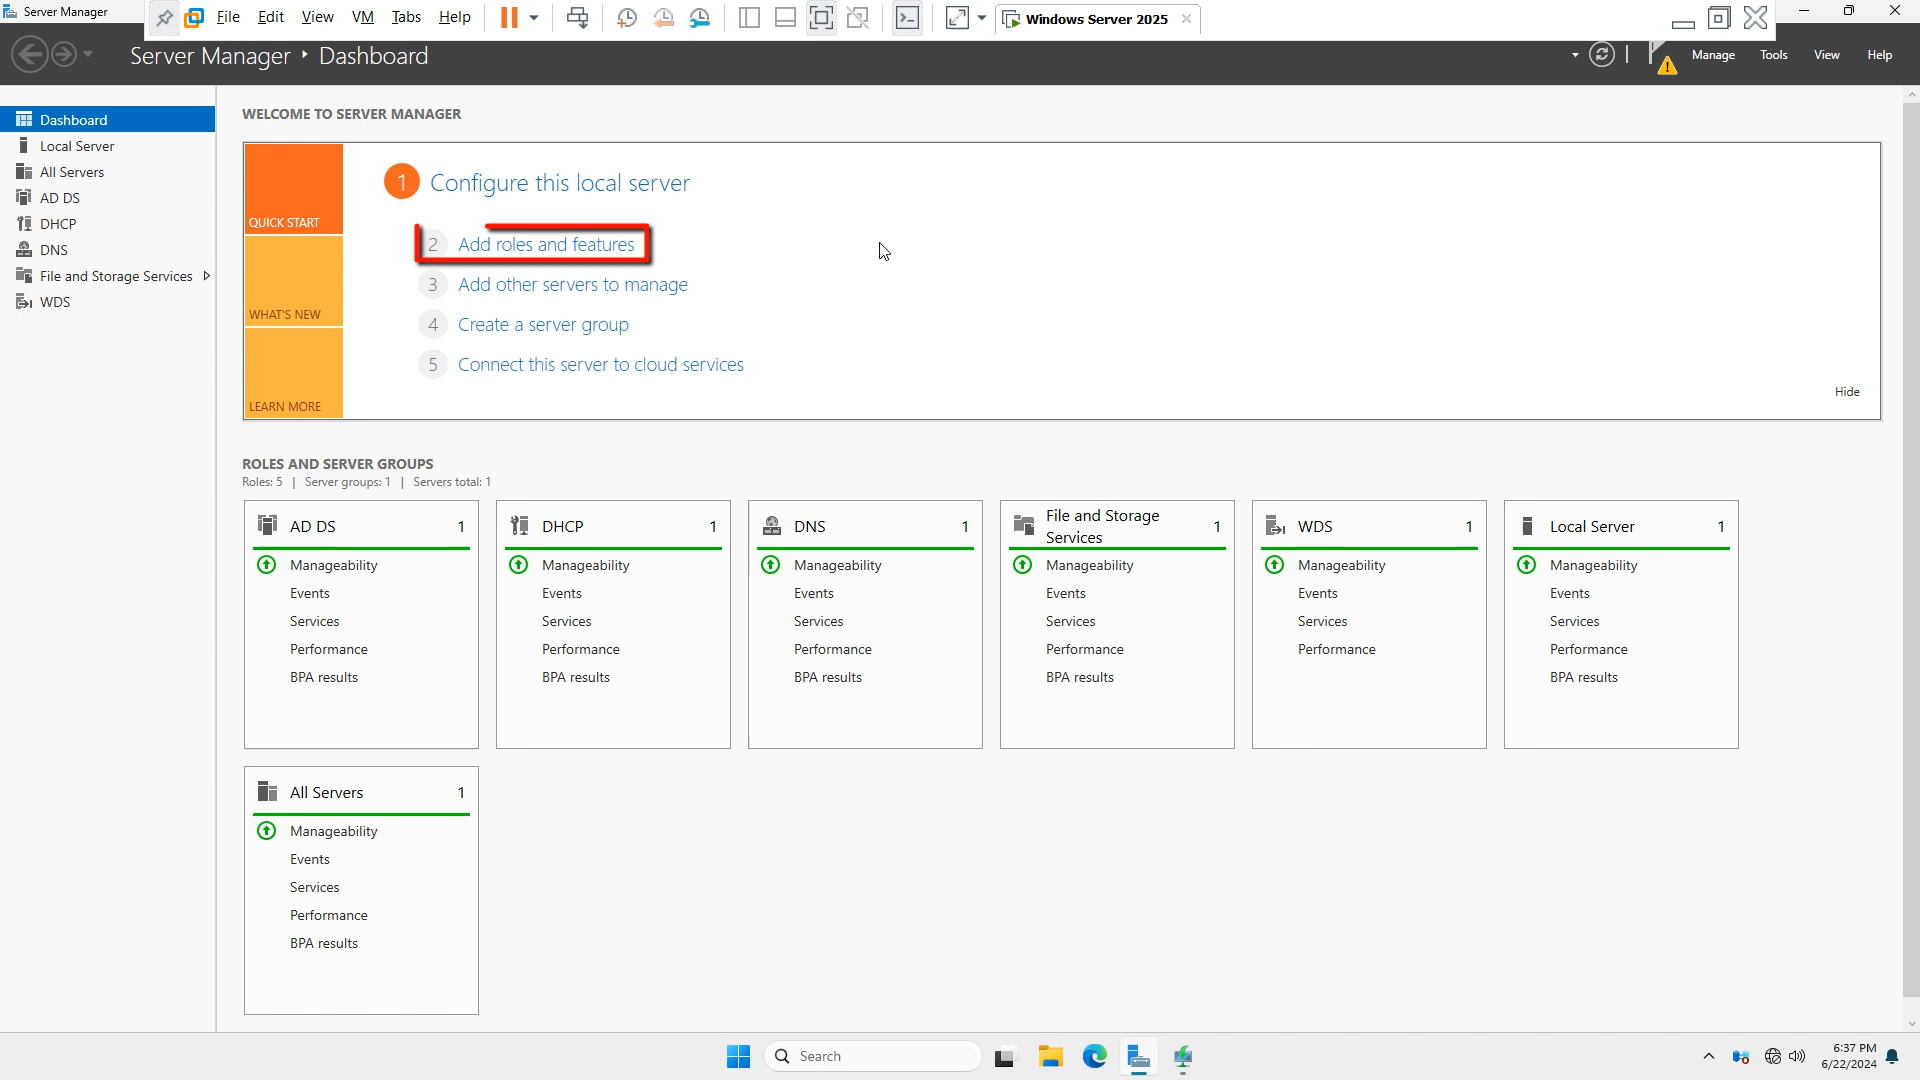 Server Manager
File Edit View VM Tabs Help
Windows Server 2025
Server Manager Dashboard
Manage Tools View Help
Dashboard
Local Server
All Servers
AD DS
DHCP
DNS
File and Storage Services
WDS
WELCOME TO SERVER MANAGER
QUICK START
WHAT'S NEW
LEARN MORE
1 Configure this local server
2 Add roles and features
3 Add other servers to manage
4 Create a server group
5 Connect this server to cloud services
Hide
ROLES AND SERVER GROUPS
Roles: 5 | Server groups: 1 | Servers total: 1
AD DS 1
Manageability
Events
Services
Performance
BPA results
DHCP 1
Manageability
Events
Services
Performance
BPA results
DNS 1
Manageability
Events
Services
Performance
BPA results
File and Storage
Services 1
Manageability
Events
Services
Performance
BPA results
WDS 1
Manageability
Events
Services
Performance
Local Server 1
Manageability
Events
Services
Performance
BPA results
All Servers 1
Manageability
Events
Services
Performance
BPA results
Search
6:37 PM
6/22/2024